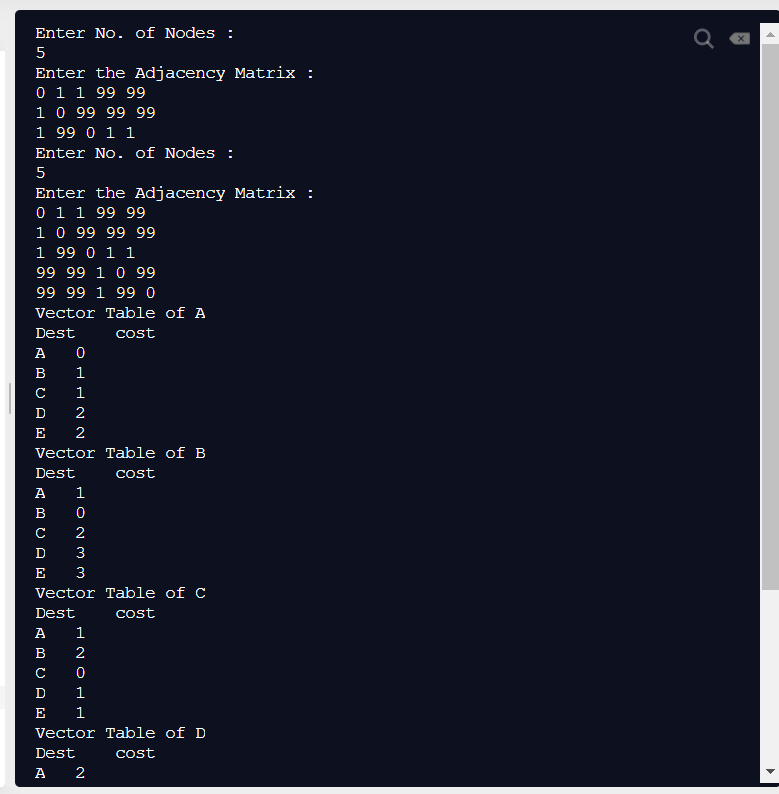 Enter No. of Nodes :
5
Enter the Adjacency Matrix :
0 1 1 99 99
1 0 99 99 99
1 99 0 1 1
Enter No. of Nodes :
5
Enter the Adjacency Matrix :
0 1 1 99 99
1 0 99 99 99
1 99 0 1 1
99 99 1 0 99
99 99 1 99 0
Vector Table of A
Dest    cost
A   0
B   1
C   1
D   2
E   2
Vector Table of B
Dest    cost
A   1
B   0
C   2
D   3
E   3
Vector Table of C
Dest    cost
A   1
B   2
C   0
D   1
E   1
Vector Table of D
Dest    cost
A   2